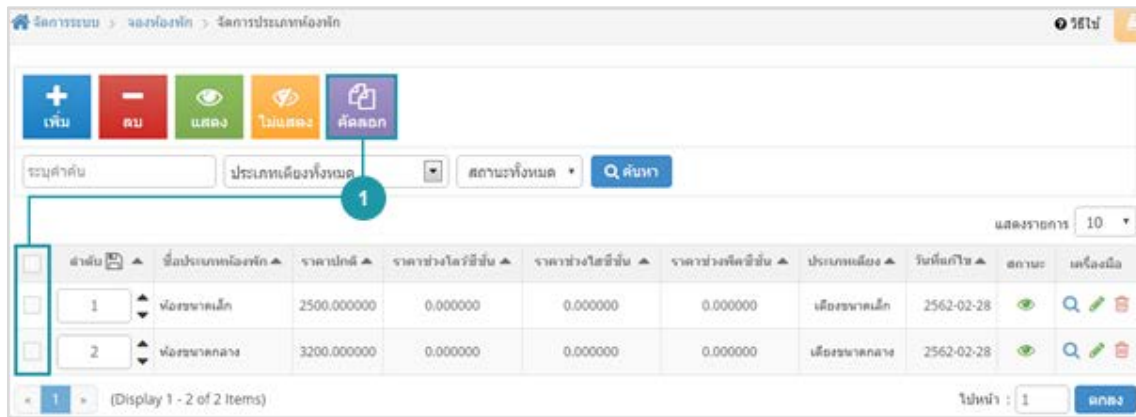 จัดการระบบ > จองห้องพัก > จัดการประเภทห้องพัก วิธีใช้
เพิ่ม ลบ แสดง ไม่แสดง คัดลอก
ระบุคำค้น ประเภทเตียงทั้งหมด สถานะทั้งหมด ค้นหา
1
แสดงรายการ 10
ลำดับ ชื่อประเภทห้องพัก ราคาปกติ ราคาช่วงโลว์ซีซั่น ราคาช่วงไฮซีซั่น ราคาช่วงพีคซีซั่น ประเภทเตียง วันที่แก้ไข สถานะ เครื่องมือ
1 ห้องขนาดเล็ก 2500.000000 0.000000 0.000000 0.000000 เตียงขนาดเล็ก 2562-02-28
2 ห้องขนาดกลาง 3200.000000 0.000000 0.000000 0.000000 เตียงขนาดกลาง 2562-02-28
« 1 » (Display 1 - 2 of 2 Items) ไปหน้า : 1 ตกลง